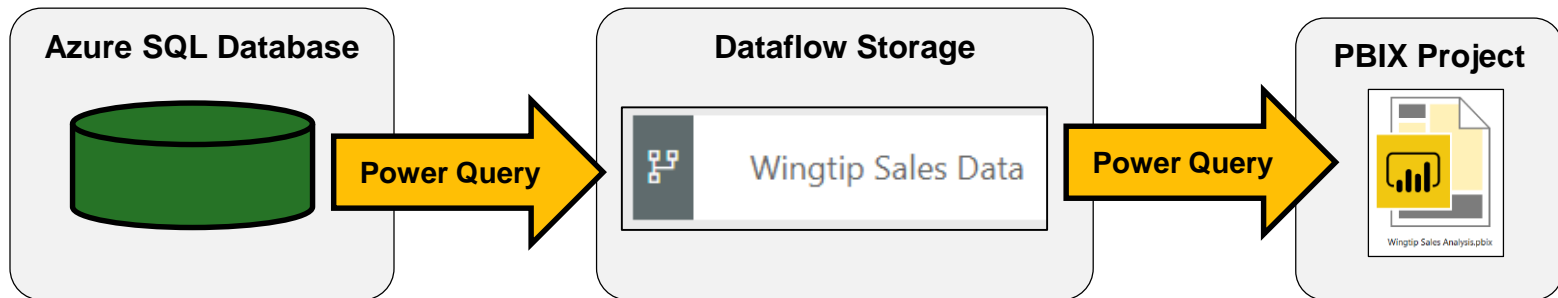 Azure SQL Database
Dataflow Storage
PBIX Project
Power Query
Wingtip Sales Data
Power Query
Wingtip Sales Analysis.pbix